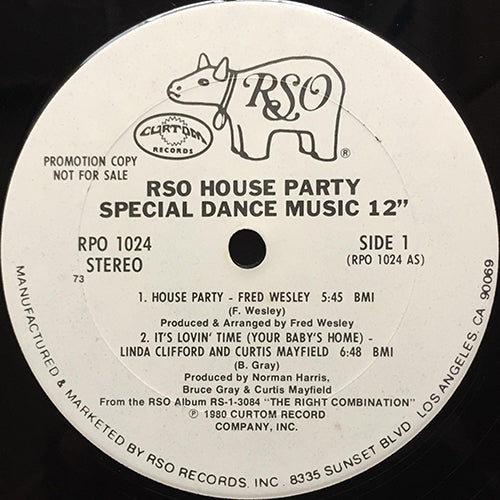 RSO
CURTOM
RECORDS
®
PROMOTION COPY
NOT FOR SALE
RSO HOUSE PARTY
SPECIAL DANCE MUSIC 12"
RPO 1024
STEREO
SIDE 1
(RPO 1024 AS)
73
1. HOUSE PARTY - FRED WESLEY 5:45 BMI
(F. Wesley)
Produced & Arranged by Fred Wesley
2. IT'S LOVIN' TIME (YOUR BABY'S HOME) -
LINDA CLIFFORD AND CURTIS MAYFIELD 6:48 BMI
(B. Gray)
Produced by Norman Harris,
Bruce Gray & Curtis Mayfield
From the RSO Album RS-1-3084 "THE RIGHT COMBINATION"
℗ 1980 CURTOM RECORD
COMPANY, INC.
MANUFACTURED & MARKETED BY RSO RECORDS, INC. 8335 SUNSET BLVD LOS ANGELES, CA 90069